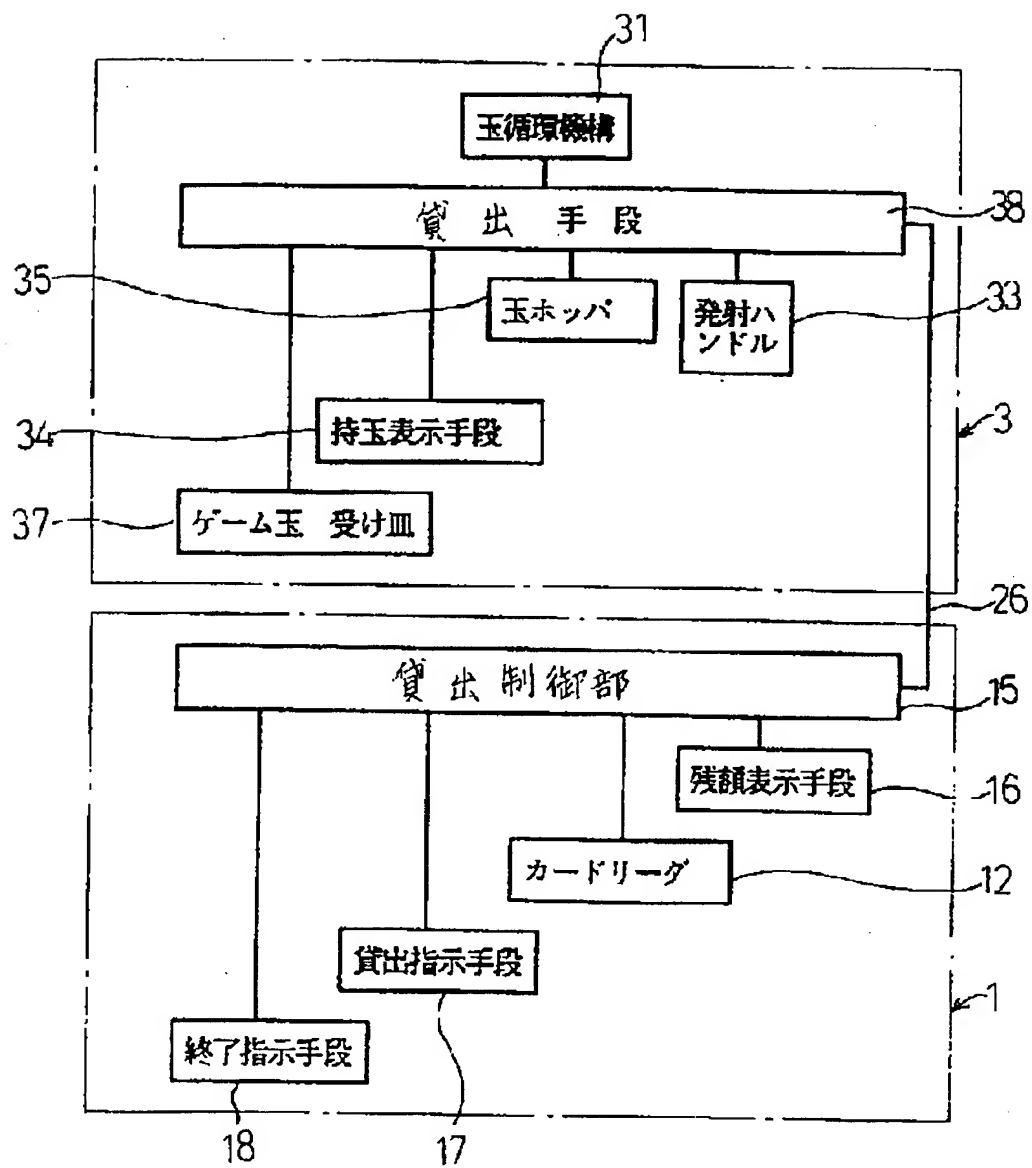 31
玉循環機構
貸出手段
38
35
玉ホッパ
発射ハ
ンドル
33
34
持玉表示手段
3
37
ゲーム玉 受け皿
26
貸出制御部
15
残額表示手段
16
カードリーダ
12
貸出指示手段
1
終了指示手段
18
17